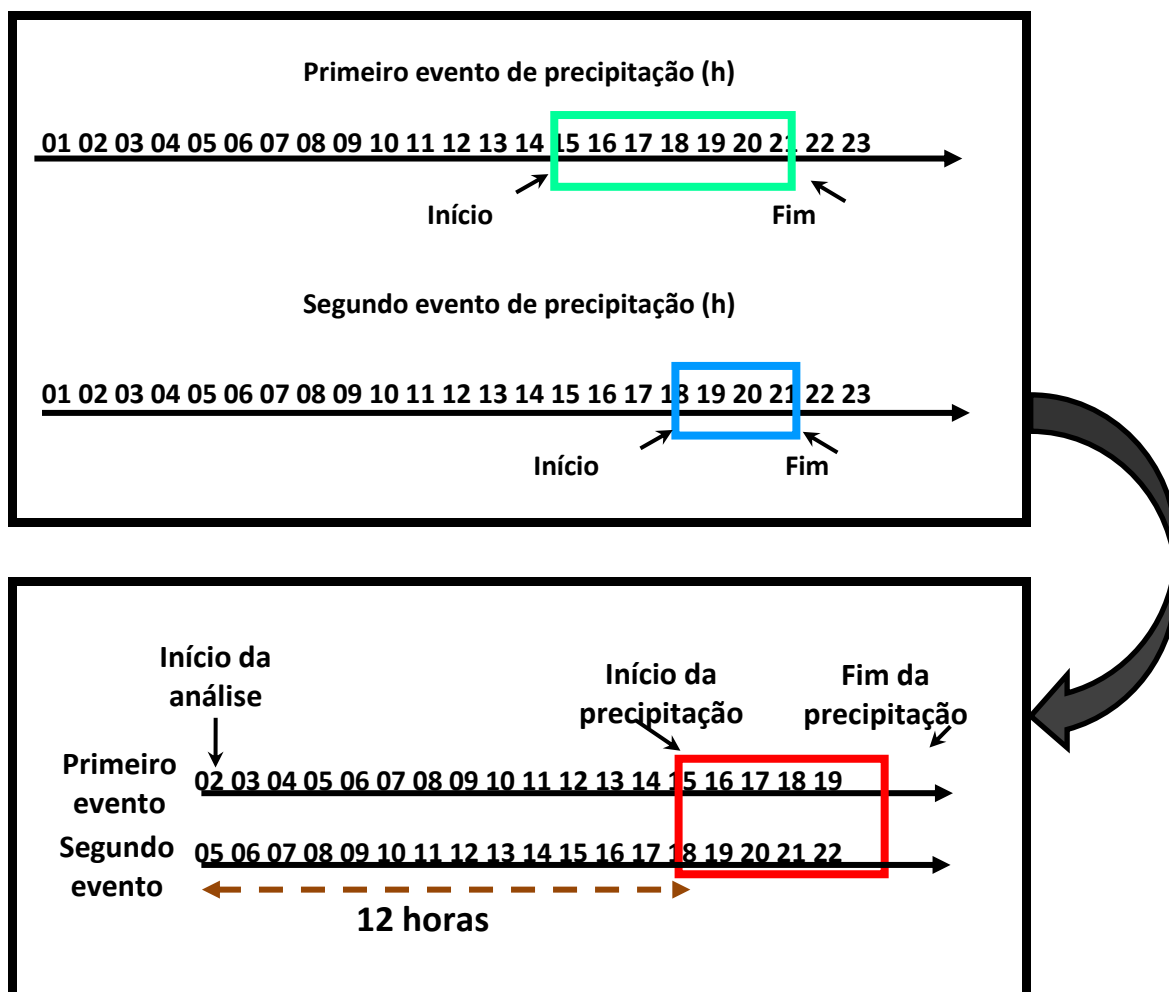 Primeiro evento de precipitação (h)
01 02 03 04 05 06 07 08 09 10 11 12 13 14 15 16 17 18 19 20 21 22 23
Início
Fim
Segundo evento de precipitação (h)
01 02 03 04 05 06 07 08 09 10 11 12 13 14 15 16 17 18 19 20 21 22 23
Início
Fim
Início da
análise
Início da
precipitação
Fim da
precipitação
Primeiro
evento
02 03 04 05 06 07 08 09 10 11 12 13 14 15 16 17 18 19
Segundo
evento
05 06 07 08 09 10 11 12 13 14 15 16 17 18 19 20 21 22
12 horas